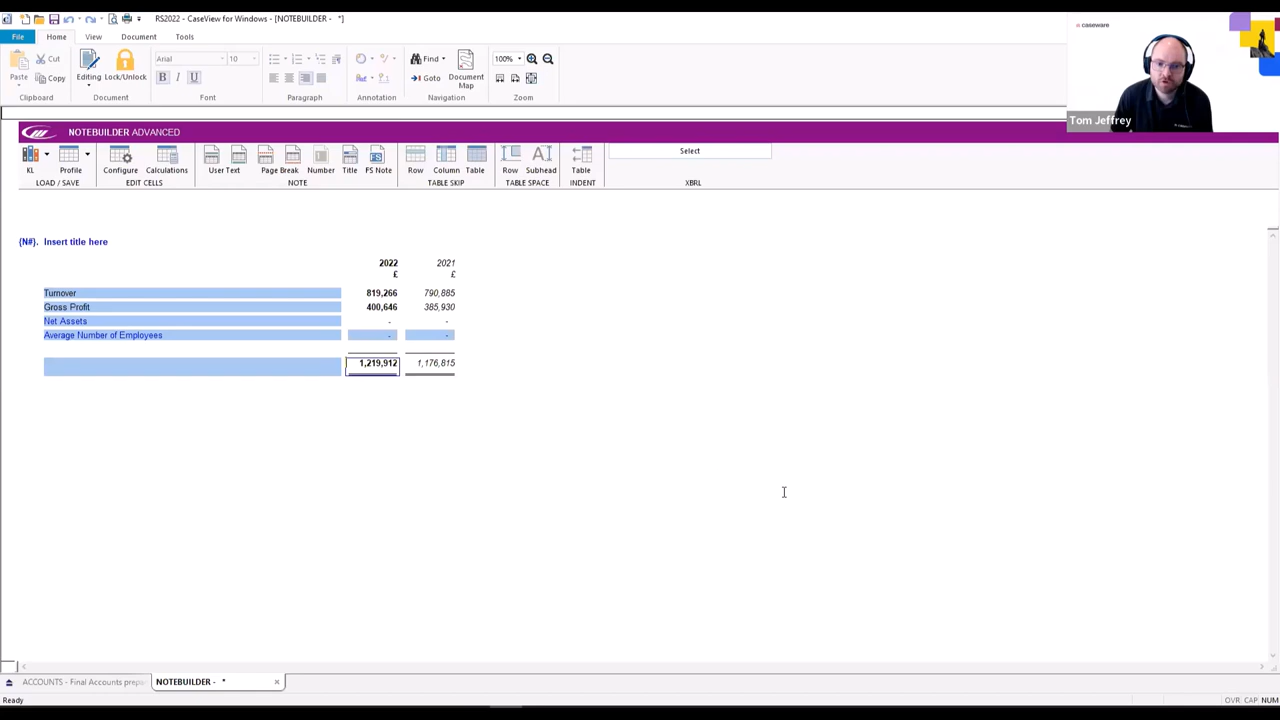 RS2022 - CaseView for Windows - [NOTEBUILDER - *]
File Home View Document Tools
Paste Cut Copy Editing Lock/Unlock Arial 10 Find Goto Document Map 100%
Clipboard Document Font Paragraph Annotation Navigation Zoom
caseware
Tom Jeffrey
NOTEBUILDER ADVANCED
KL Profile Configure Calculations User Text Page Break Number Title FS Note Row Column Table Row Subhead Table Select
LOAD / SAVE EDIT CELLS NOTE TABLE SKIP TABLE SPACE INDENT XBRL
{N#}. Insert title here
2022 2021
£ £
Turnover 819,266 790,885
Gross Profit 400,646 385,930
Net Assets - -
Average Number of Employees - -
1,219,912 1,176,815
ACCOUNTS - Final Accounts prepa NOTEBUILDER - * ×
Ready OVR CAP NUM